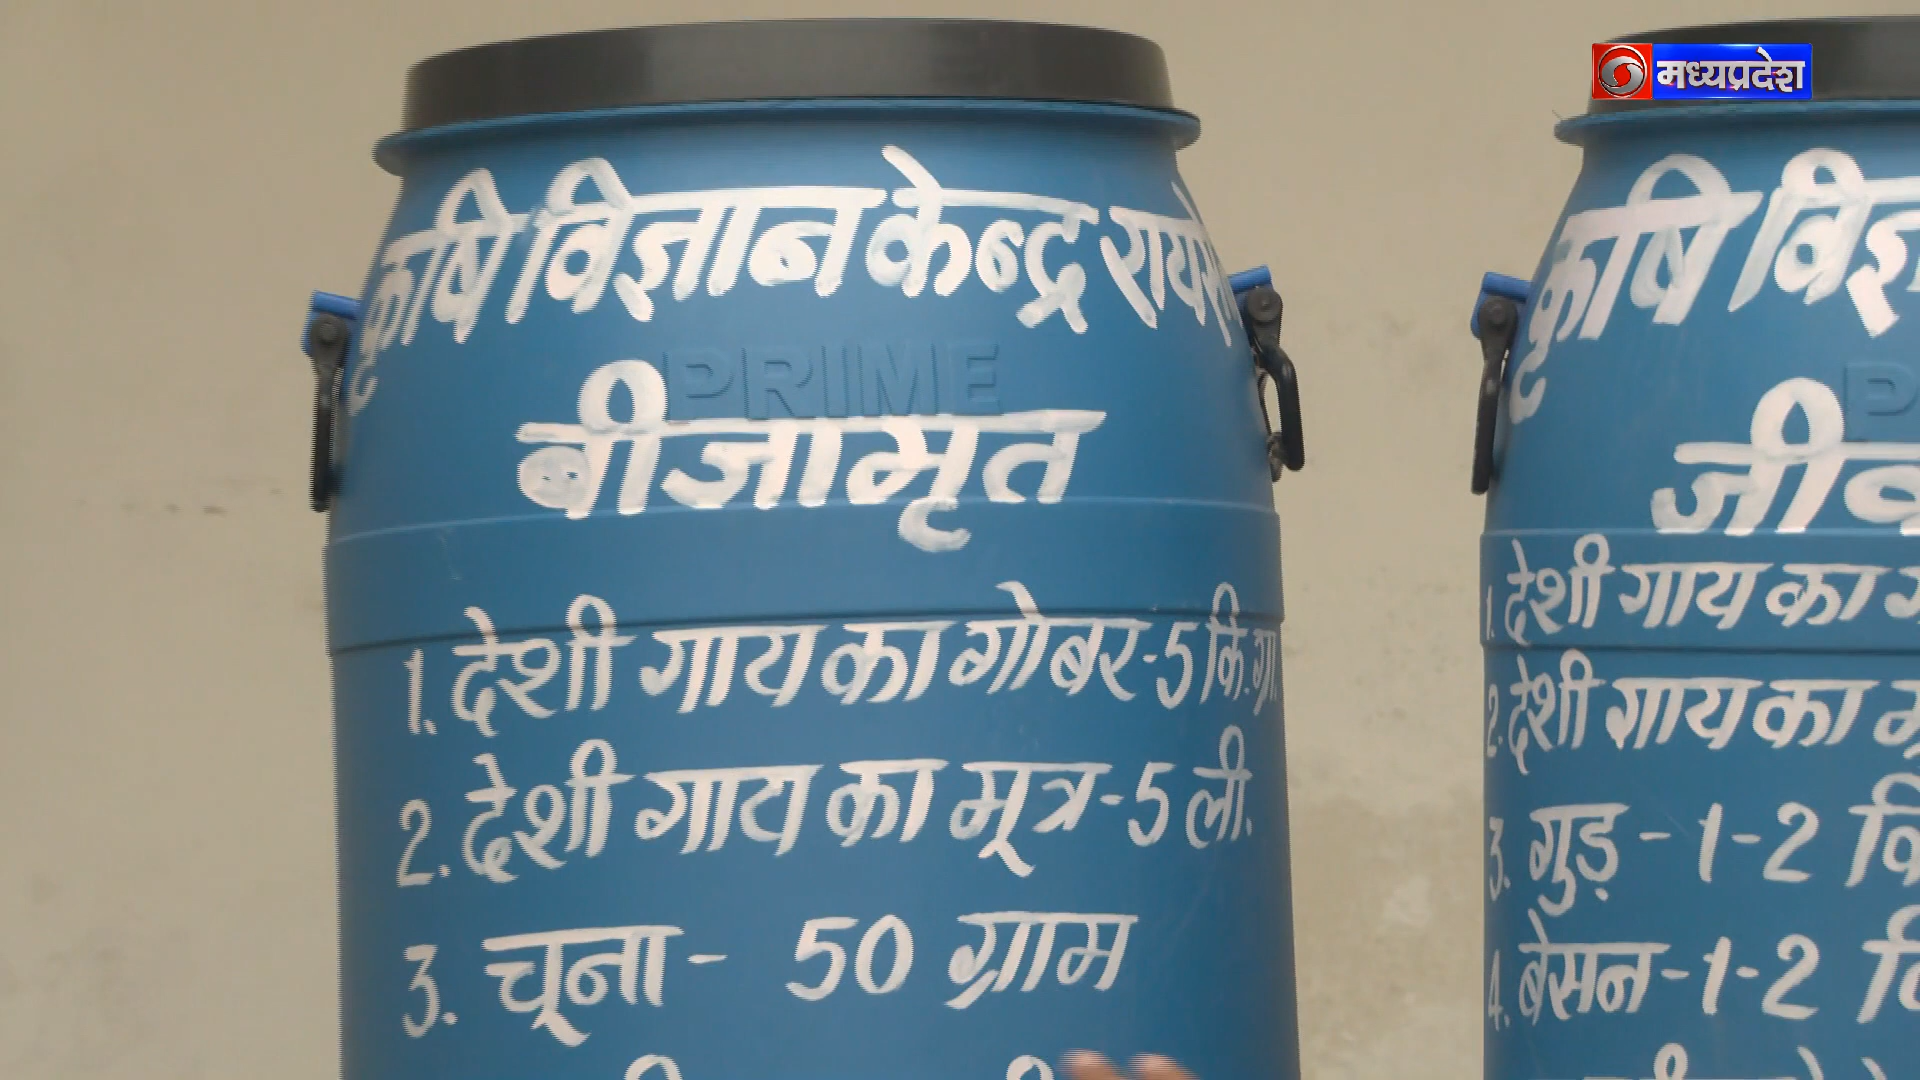 मध्यप्रदेश
कृषि विज्ञान केन्द्र
PRIME
बीजामृत
1. देशी गाय का गोबर-5 कि.ग्रा.
2. देशी गाय का मूत्र-5 ली.
3. चूना- 50 ग्राम
कृषि
1. देशी गाय का
2. देशी गाय का
3. गुड़-1-2
4. बेसन-1-2